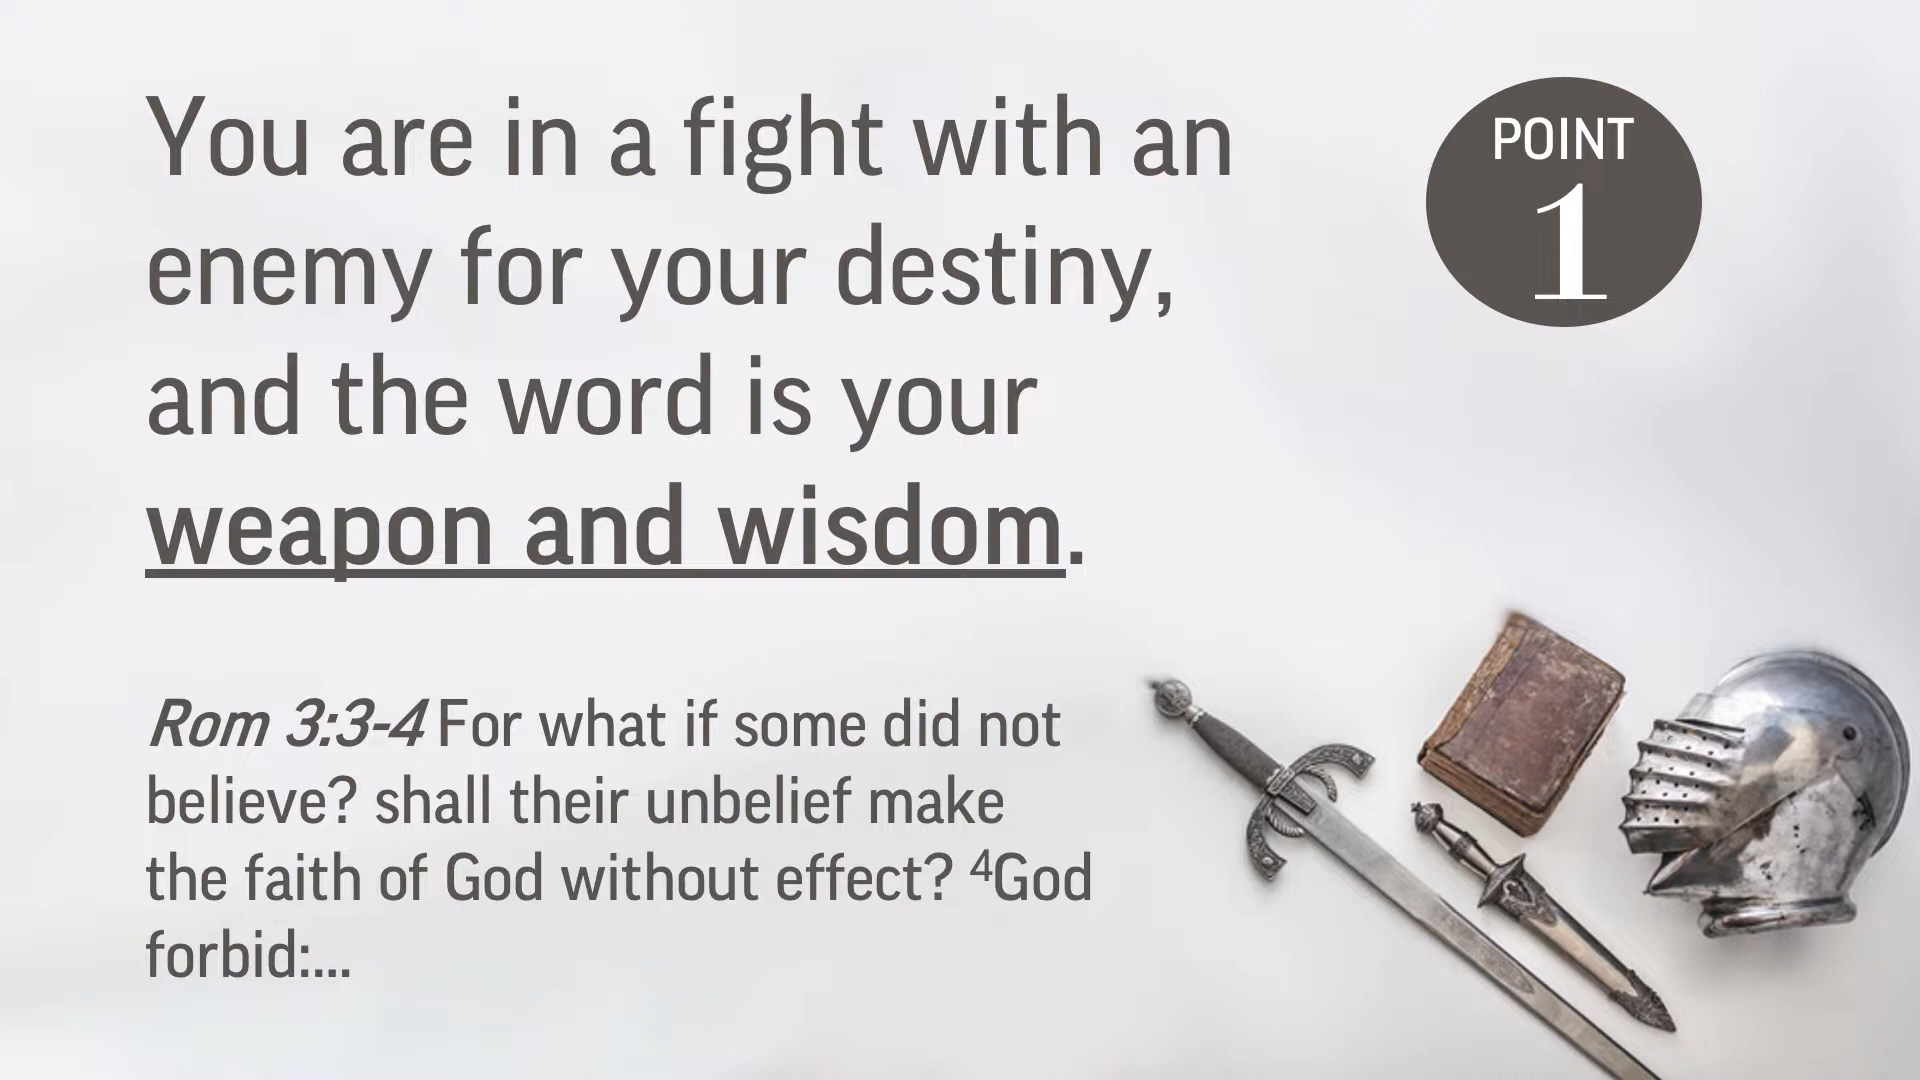 You are in a fight with an
enemy for your destiny,
and the word is your
weapon and wisdom.
POINT
1
Rom 3:3-4 For what if some did not
believe? shall their unbelief make
the faith of God without effect? ⁴God
forbid:...